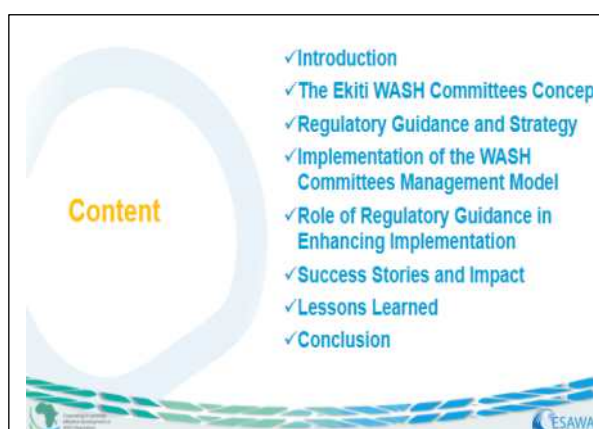 Content
✓Introduction
✓The Ekiti WASH Committees Concep
✓Regulatory Guidance and Strategy
✓Implementation of the WASH
Committees Management Model
✓Role of Regulatory Guidance in
Enhancing Implementation
✓Success Stories and Impact
✓Lessons Learned
✓Conclusion
ESAWA